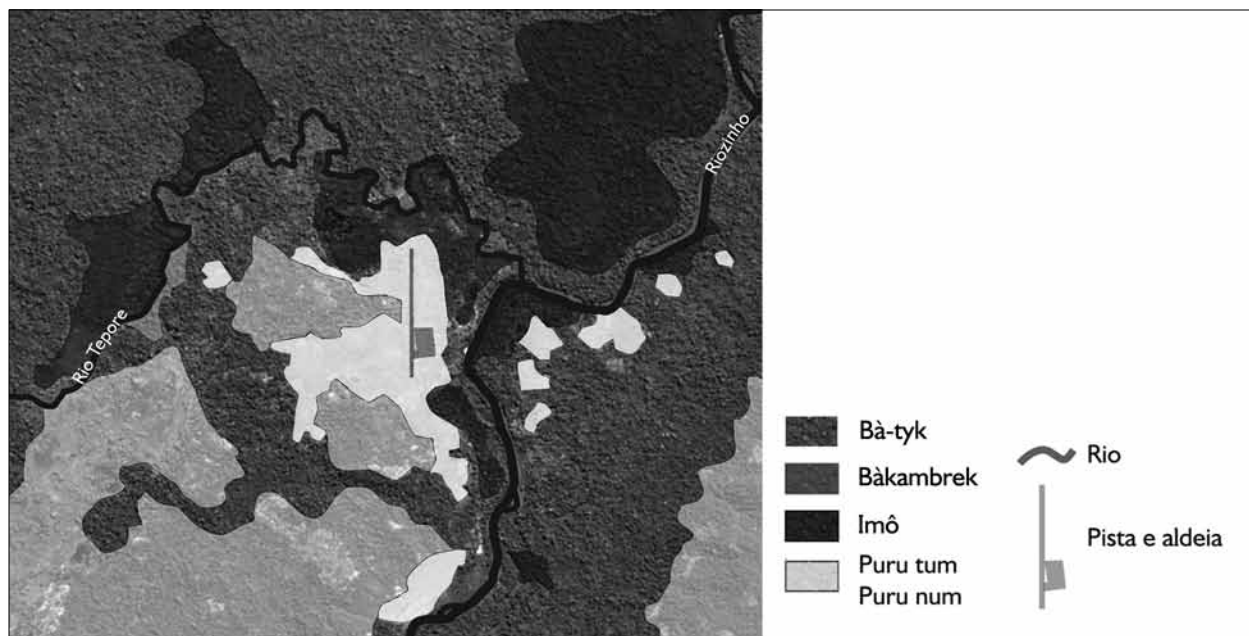 Riozinho
Rio Tepore
Bà-tyk
Bàkambrek
Imô
Puru tum
Puru num
Rio
Pista e aldeia